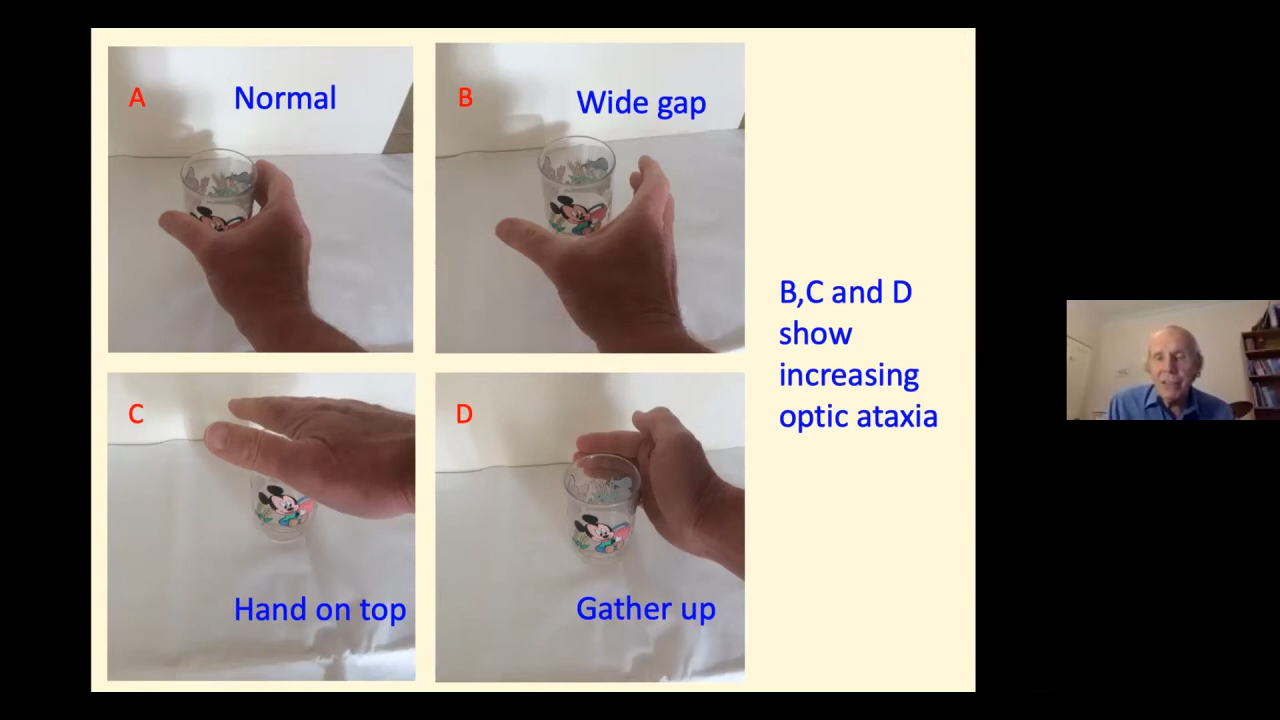 A
Normal
B
Wide gap
C
Hand on top
D
Gather up
B,C and D
show
increasing
optic ataxia